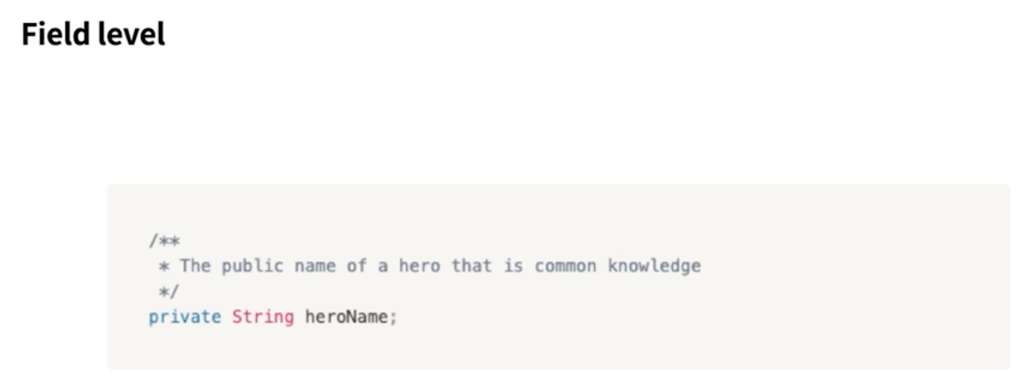 Field level
/**
 * The public name of a hero that is common knowledge
 */
private String heroName;